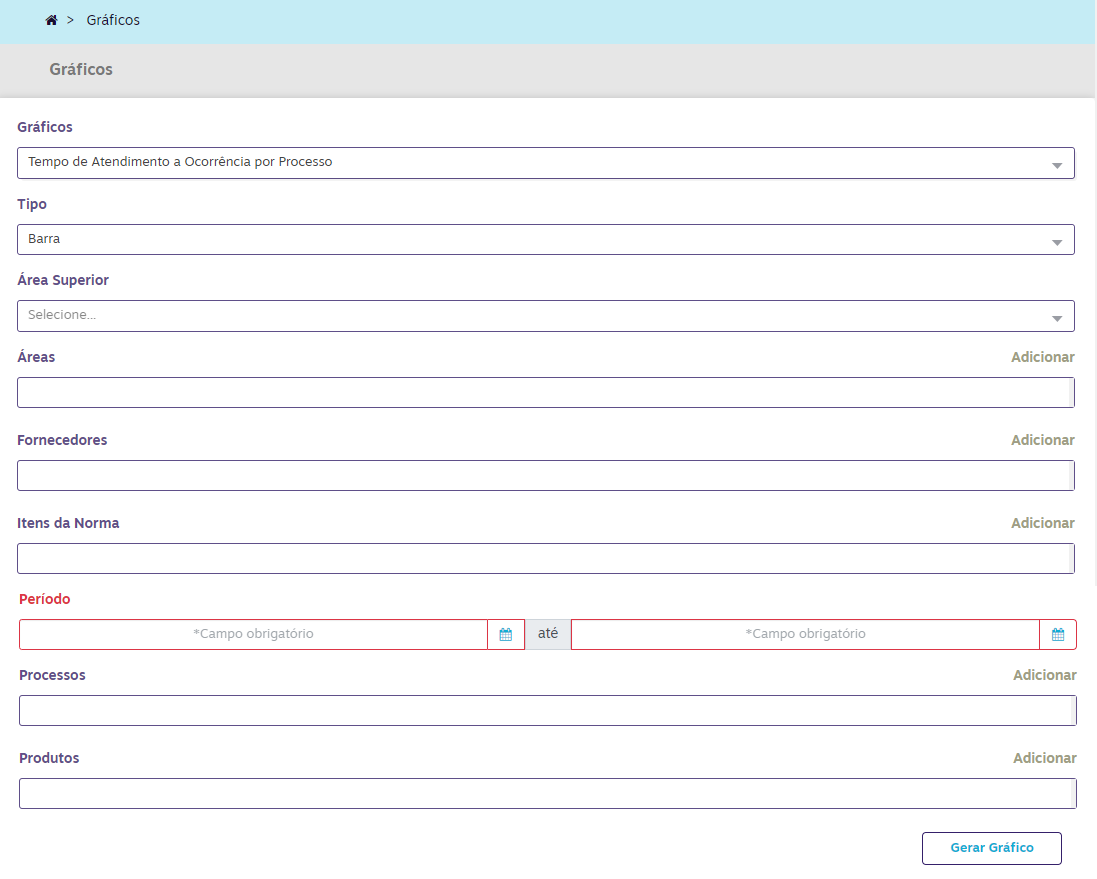 > Gráficos
Gráficos
Gráficos
Tempo de Atendimento a Ocorrência por Processo
Tipo
Barra
Área Superior
Selecione...
Áreas Adicionar
Fornecedores Adicionar
Itens da Norma Adicionar
Período
*Campo obrigatório até *Campo obrigatório
Processos Adicionar
Produtos Adicionar
Gerar Gráfico